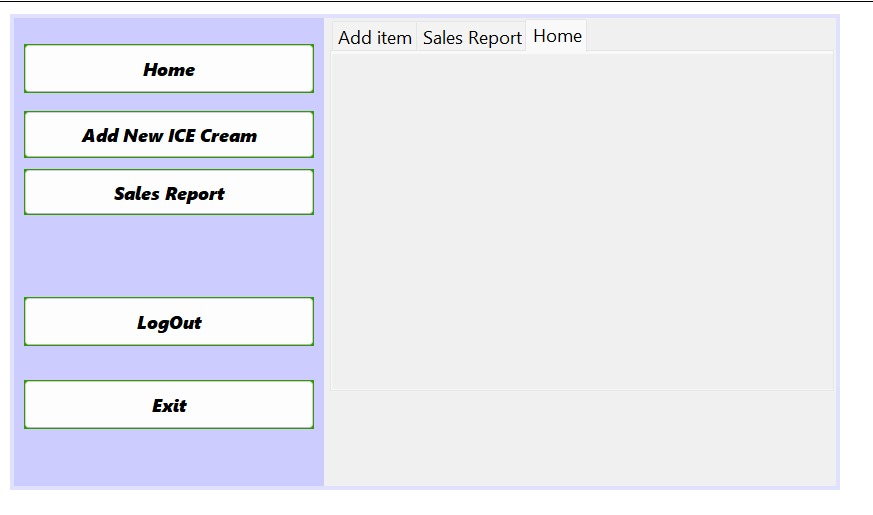 Home
Add New ICE Cream
Sales Report
LogOut
Exit
Add item Sales Report Home